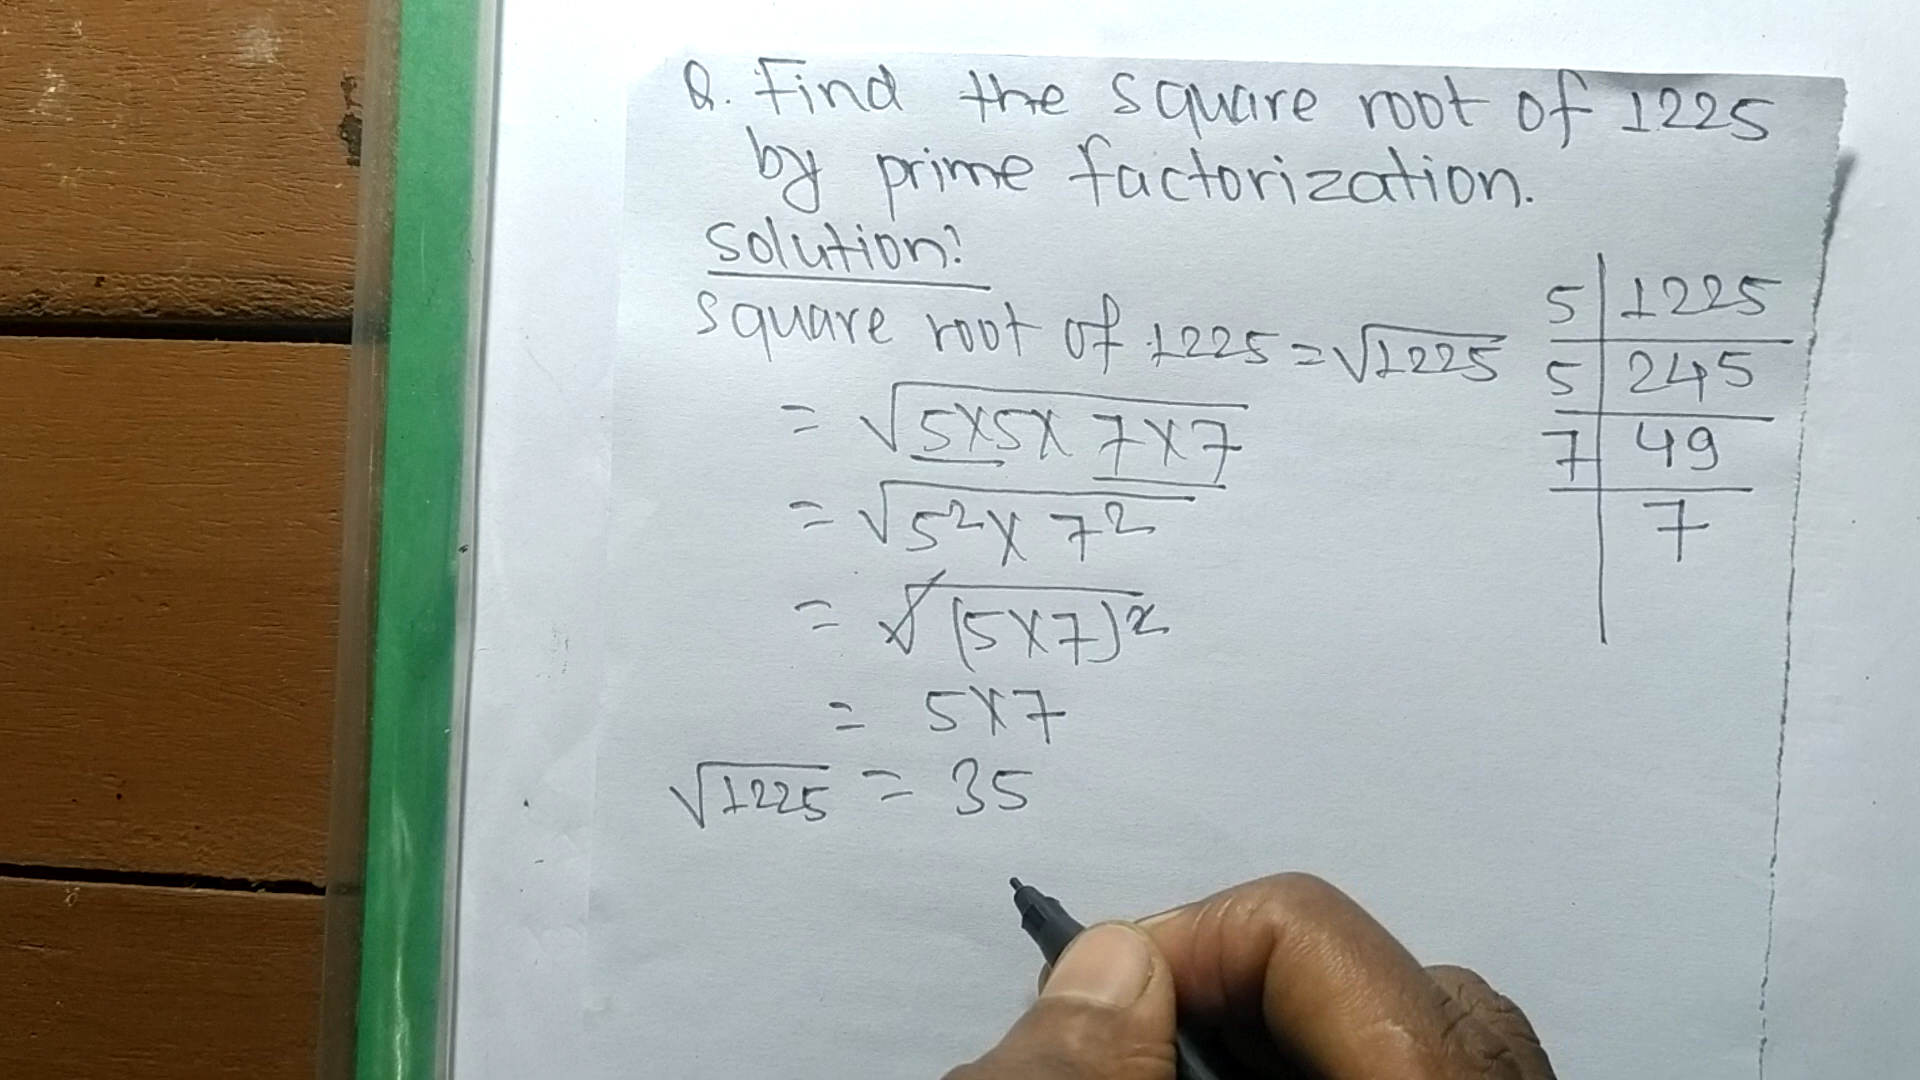 Q. Find the square root of 1225
by prime factorization.
Solution:
Square root of 1225 = √1225
= √5×5×7×7
= √5²×7²
= √(5×7)²
= 5×7
√1225 = 35
5 | 1225
5 | 245
7 | 49
| 7